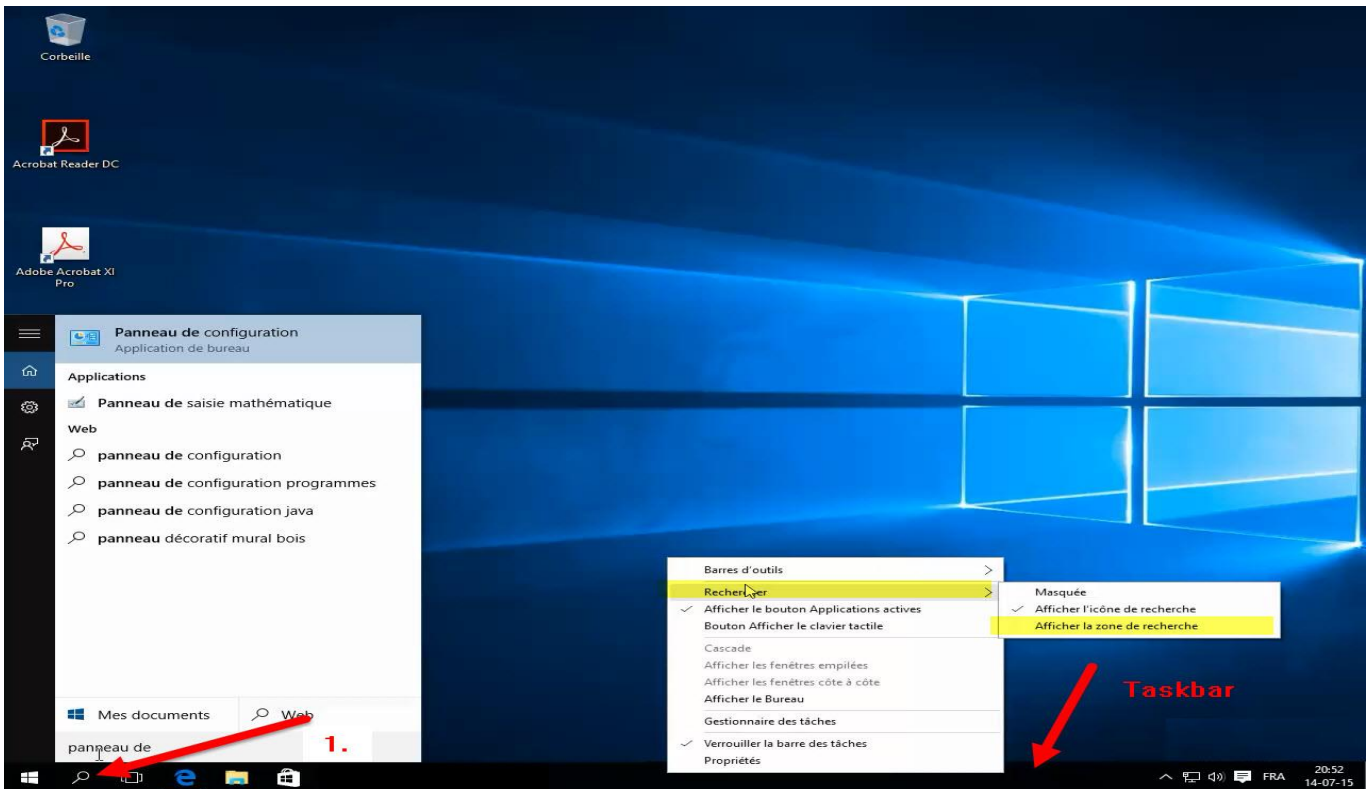 Corbeille
Acrobat Reader DC
Adobe Acrobat XI
Pro
Panneau de configuration
Application de bureau
Applications
Panneau de saisie mathématique
Web
panneau de configuration
panneau de configuration programmes
panneau de configuration java
panneau décoratif mural bois
Mes documents
Web
panneau de
1.
Barres d'outils
Rechercher
Afficher le bouton Applications actives
Bouton Afficher le clavier tactile
Cascade
Afficher les fenêtres empilées
Afficher les fenêtres côte à côte
Afficher le Bureau
Gestionnaire des tâches
Verrouiller la barre des tâches
Propriétés
Masquée
Afficher l'icône de recherche
Afficher la zone de recherche
Taskbar
FRA
20:52
14-07-15